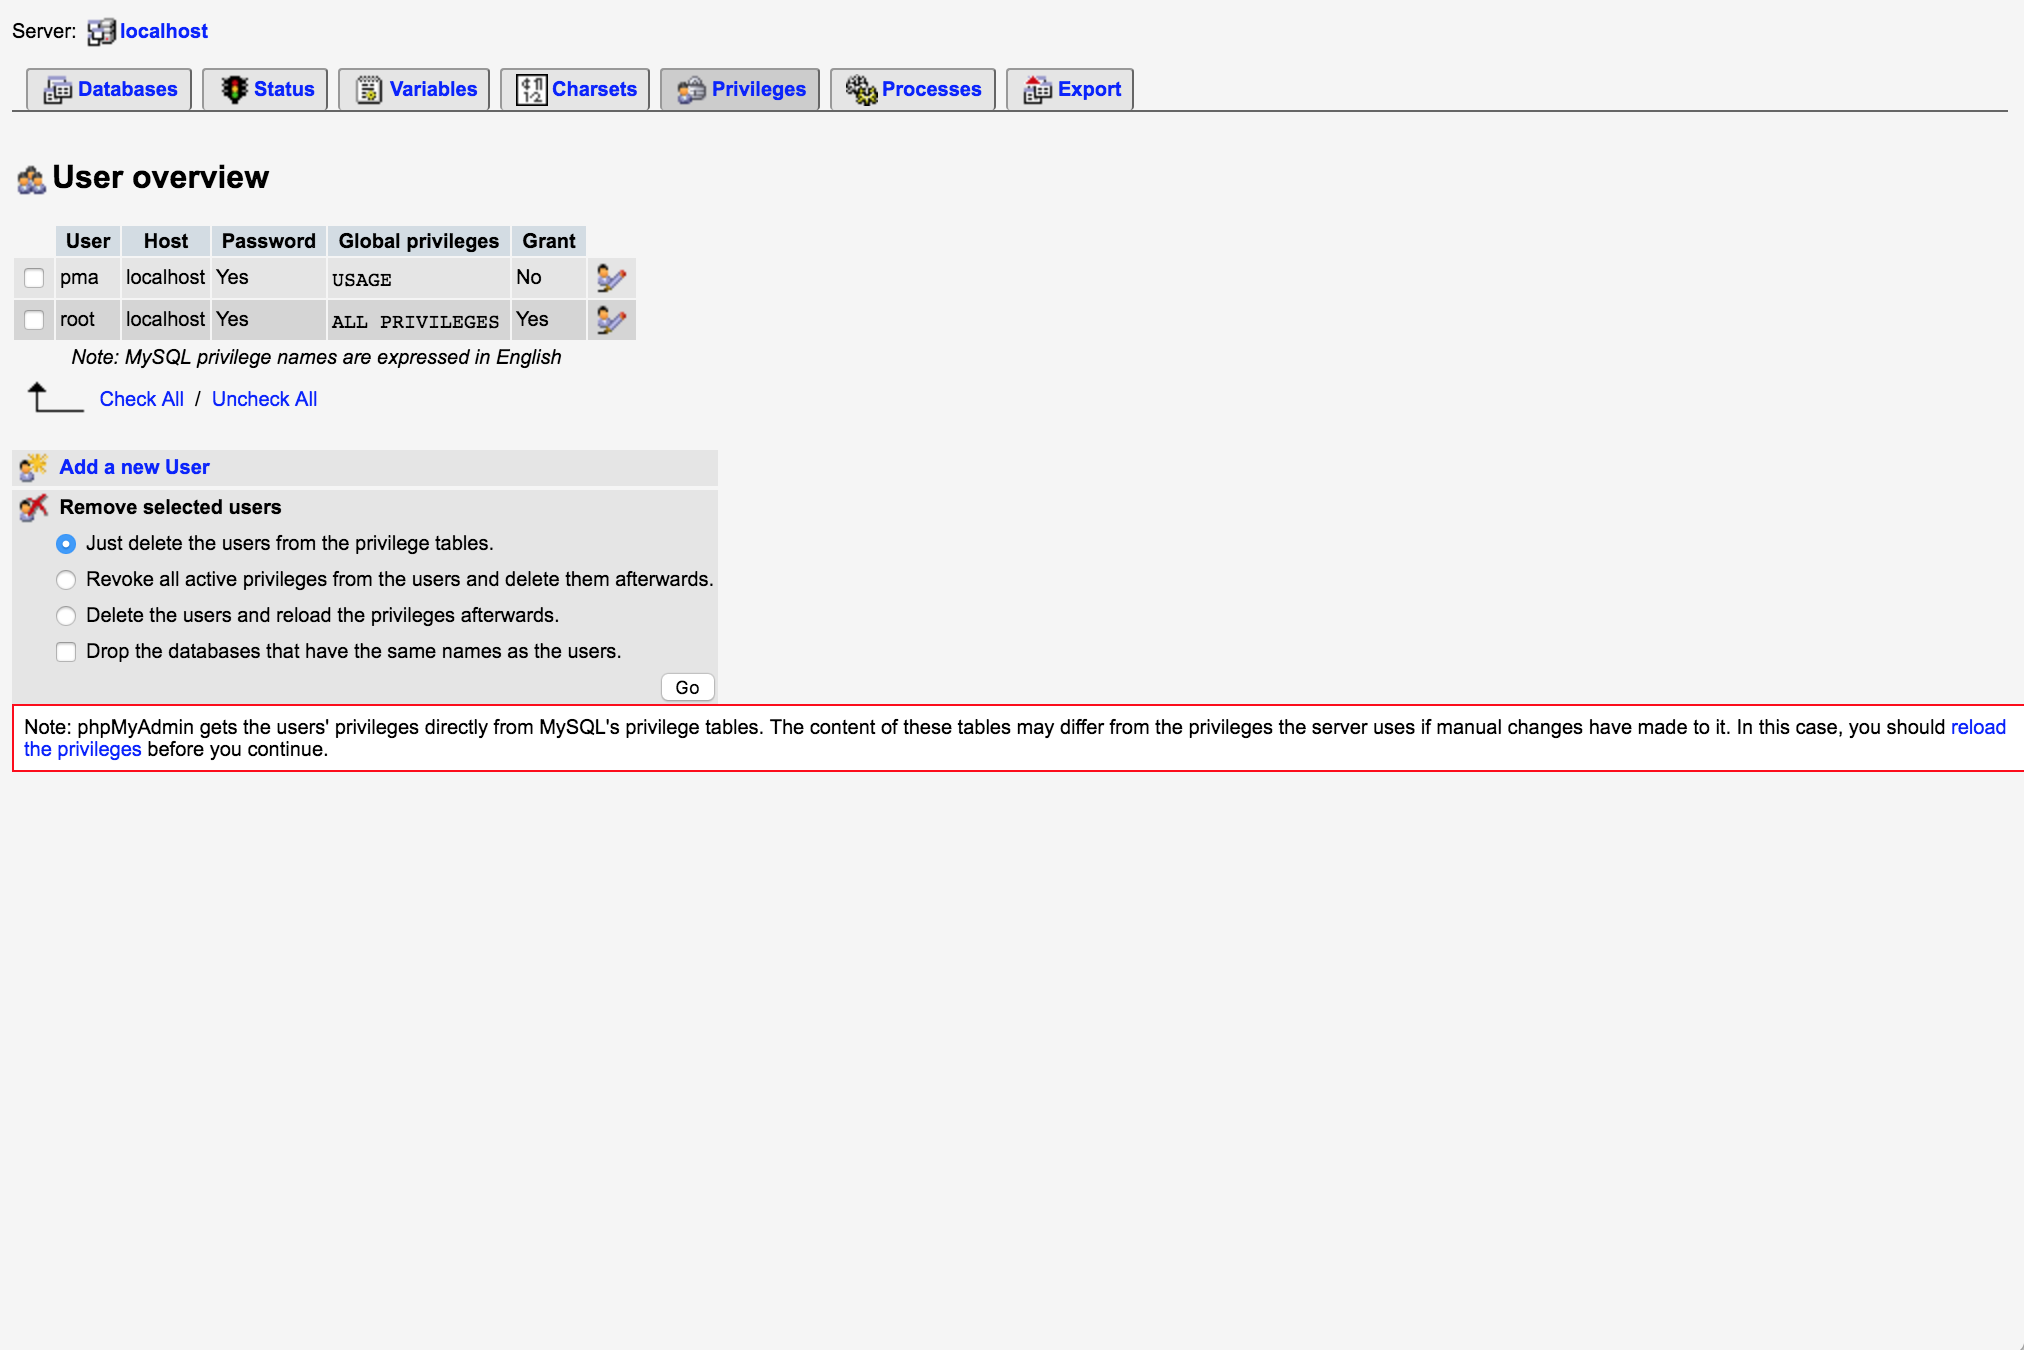 Server: localhost
Databases Status Variables Charsets Privileges Processes Export
User overview
User Host Password Global privileges Grant
pma localhost Yes USAGE No
root localhost Yes ALL PRIVILEGES Yes
Note: MySQL privilege names are expressed in English
Check All / Uncheck All
Add a new User
Remove selected users
Just delete the users from the privilege tables.
Revoke all active privileges from the users and delete them afterwards.
Delete the users and reload the privileges afterwards.
Drop the databases that have the same names as the users.
Go
Note: phpMyAdmin gets the users' privileges directly from MySQL's privilege tables. The content of these tables may differ from the privileges the server uses if manual changes have made to it. In this case, you should reload
the privileges before you continue.